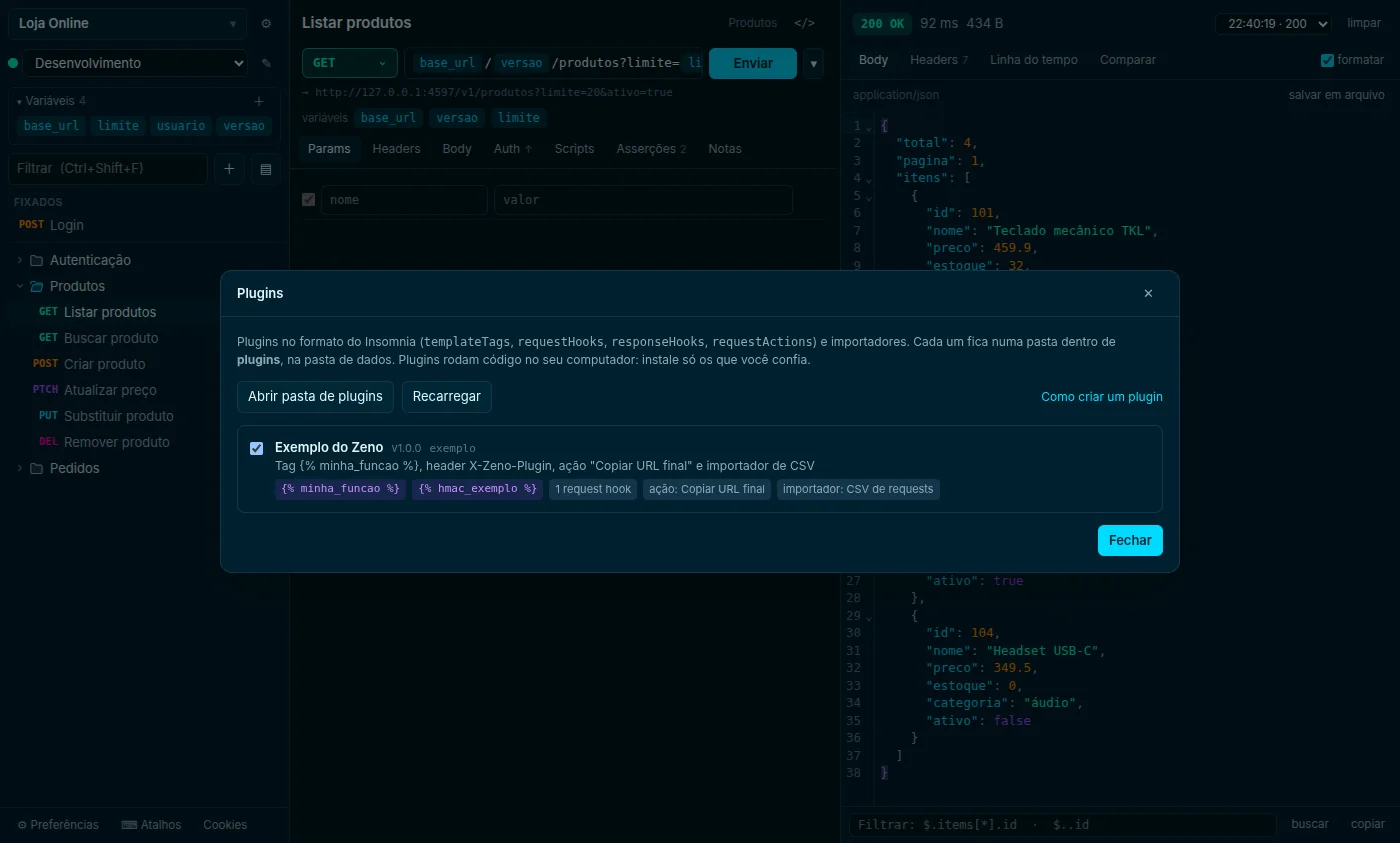 Loja Online
Desenvolvimento
Variáveis 4
base_url limite usuario versao
Filtrar (Ctrl+Shift+F)
FIXADOS
POST Login
Autenticação
Produtos
GET Listar produtos
GET Buscar produto
POST Criar produto
PTCH Atualizar preço
PUT Substituir produto
DEL Remover produto
Pedidos
Preferências Atalhos Cookies
Listar produtos Produtos </>
GET base_url / versao /produtos?limite= li Enviar
→ http://127.0.0.1:4597/v1/produtos?limite=20&ativo=true
variáveis base_url versao limite
Params Headers Body Auth ↑ Scripts Asserções 2 Notas
nome valor
200 OK 92 ms 434 B 22:40:19 · 200 limpar
Body Headers 7 Linha do tempo Comparar formatar
application/json salvar em arquivo
1 {
2 "total": 4,
3 "pagina": 1,
4 "itens": [
5 {
6 "id": 101,
7 "nome": "Teclado mecânico TKL",
8 "preco": 459.9,
9 "estoque": 32,
Plugins ×
Plugins no formato do Insomnia (templateTags, requestHooks, responseHooks, requestActions) e importadores. Cada um fica numa pasta dentro de
plugins, na pasta de dados. Plugins rodam código no seu computador: instale só os que você confia.
Abrir pasta de plugins Recarregar Como criar um plugin
Exemplo do Zeno v1.0.0 exemplo
Tag {% minha_funcao %}, header X-Zeno-Plugin, ação "Copiar URL final" e importador de CSV
{% minha_funcao %} {% hmac_exemplo %} 1 request hook ação: Copiar URL final importador: CSV de requests
Fechar
27 "ativo": true
28 },
29 {
30 "id": 104,
31 "nome": "Headset USB-C",
32 "preco": 349.5,
33 "estoque": 0,
34 "categoria": "áudio",
35 "ativo": false
36 }
37 ]
38 }
Filtrar: $.items[*].id · $..id buscar copiar